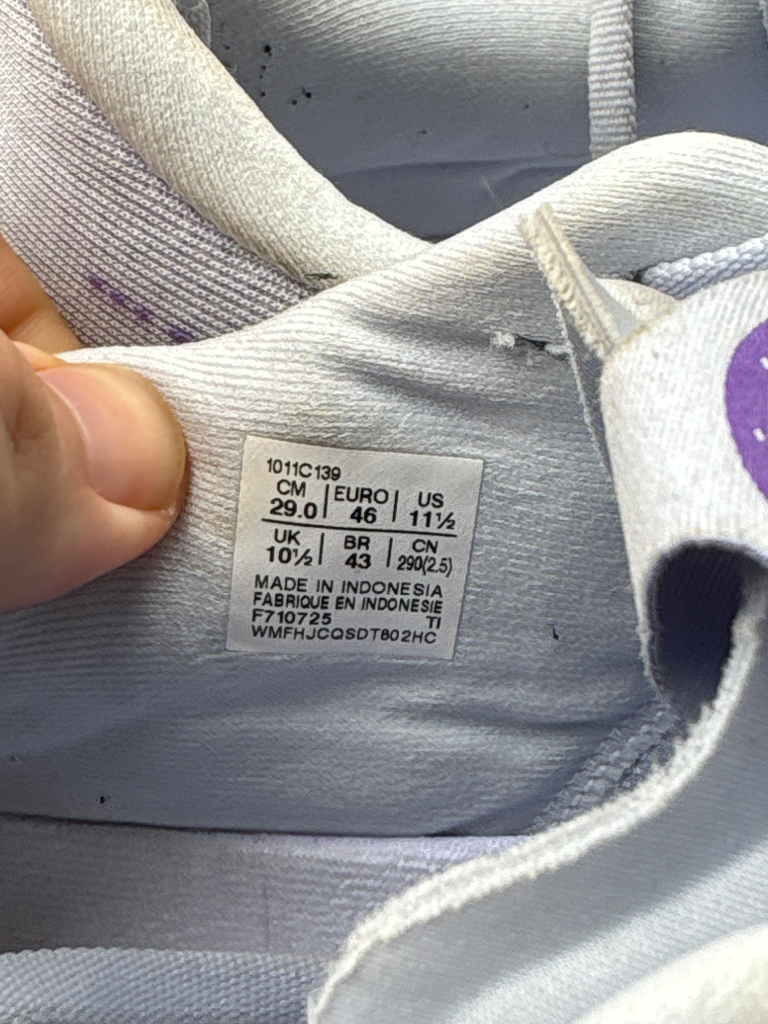 1011C139
CM | EURO | US
29.0 | 46 | 11½
UK | BR | CN
10½ | 43 | 290(2.5)
MADE IN INDONESIA
FABRIQUE EN INDONESIE
F710725 TI
WMFHJCQSDT802HC